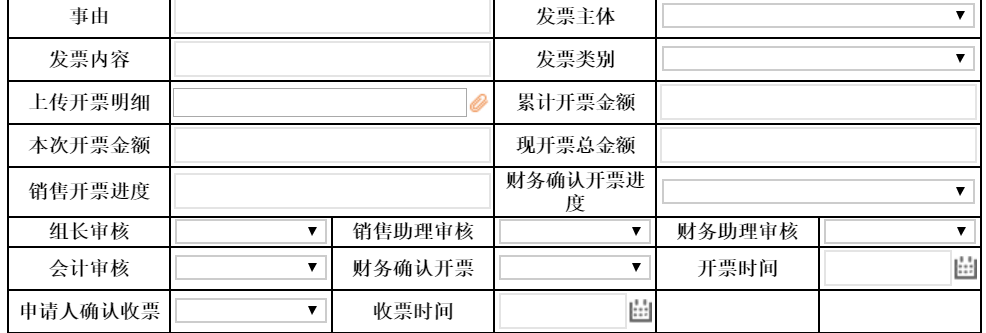 事由 发票主体
发票内容 发票类别
上传开票明细 累计开票金额
本次开票金额 现开票总金额
销售开票进度 财务确认开票进
度
组长审核 销售助理审核 财务助理审核
会计审核 财务确认开票 开票时间
申请人确认收票 收票时间